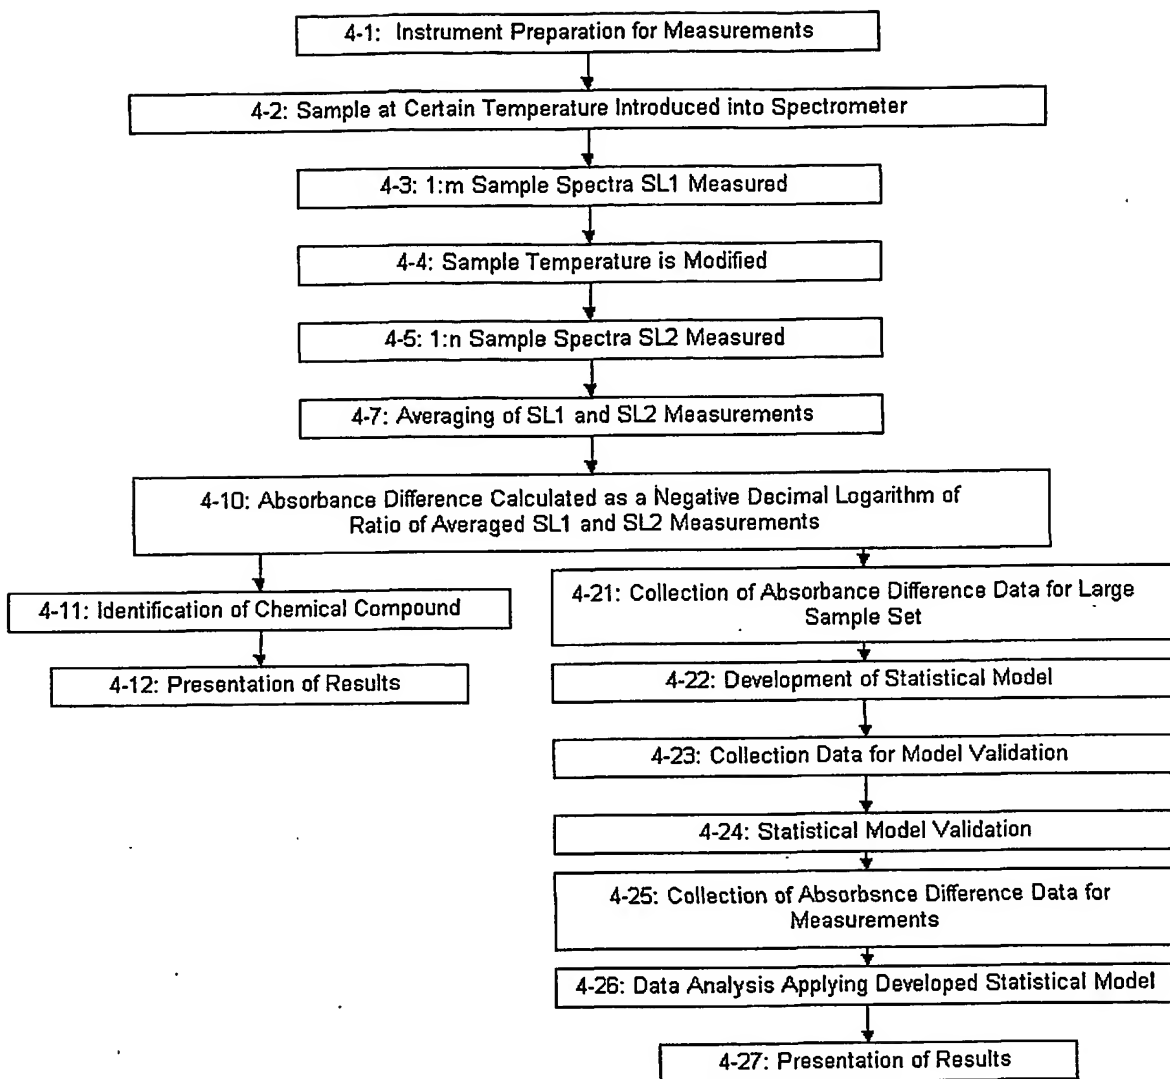 4-1: Instrument Preparation for Measurements
4-2: Sample at Certain Temperature Introduced into Spectrometer
4-3: 1:m Sample Spectra SL1 Measured
4-4: Sample Temperature is Modified
4-5: 1:n Sample Spectra SL2 Measured
4-7: Averaging of SL1 and SL2 Measurements
4-10: Absorbance Difference Calculated as a Negative Decimal Logarithm of
Ratio of Averaged SL1 and SL2 Measurements
4-11: Identification of Chemical Compound
4-12: Presentation of Results
4-21: Collection of Absorbance Difference Data for Large
Sample Set
4-22: Development of Statistical Model
4-23: Collection Data for Model Validation
4-24: Statistical Model Validation
4-25: Collection of Absorbsnce Difference Data for
Measurements
4-26: Data Analysis Applying Developed Statistical Model
4-27: Presentation of Results